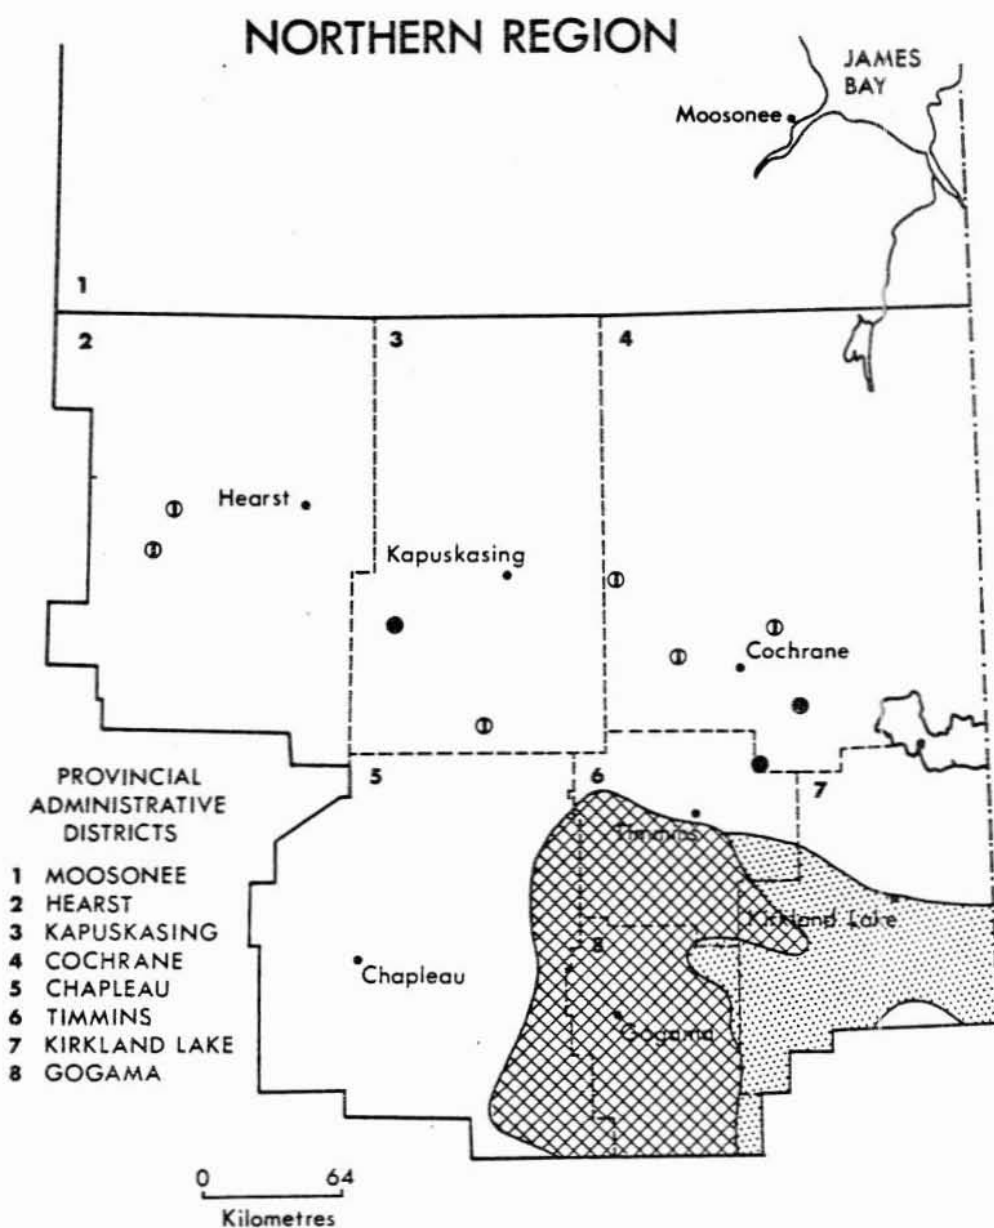 NORTHERN REGION
JAMES
BAY
Moosonee
1
2
3
4
Hearst
Kapuskasing
Cochrane
5
6
7
PROVINCIAL
ADMINISTRATIVE
DISTRICTS
1 MOOSONEE
2 HEARST
3 KAPUSKASING
4 COCHRANE
5 CHAPLEAU
6 TIMMINS
7 KIRKLAND LAKE
8 GOGAMA
Timmins
Kirkland Lake
8
Chapleau
Gogama
0 64
Kilometres